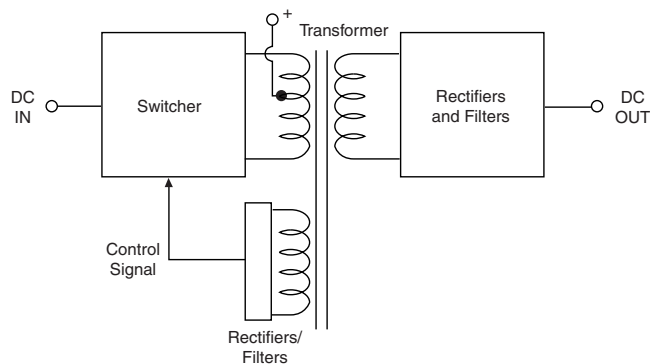 +
Transformer
DC
IN
Switcher
Rectifiers
and Filters
DC
OUT
Control
Signal
Rectifiers/
Filters